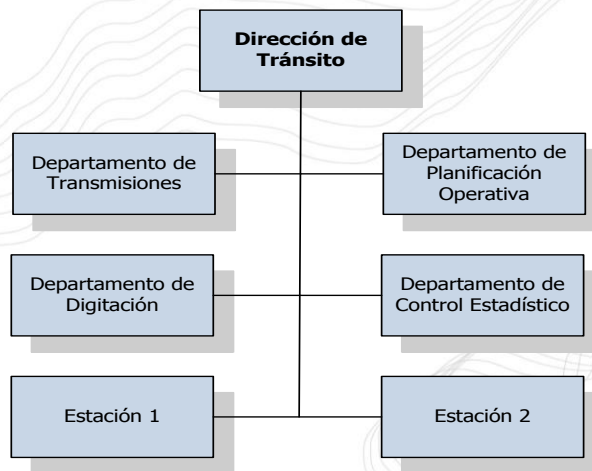 Dirección de
Tránsito
Departamento de
Transmisiones
Departamento de
Planificación
Operativa
Departamento de
Digitación
Departamento de
Control Estadístico
Estación 1
Estación 2